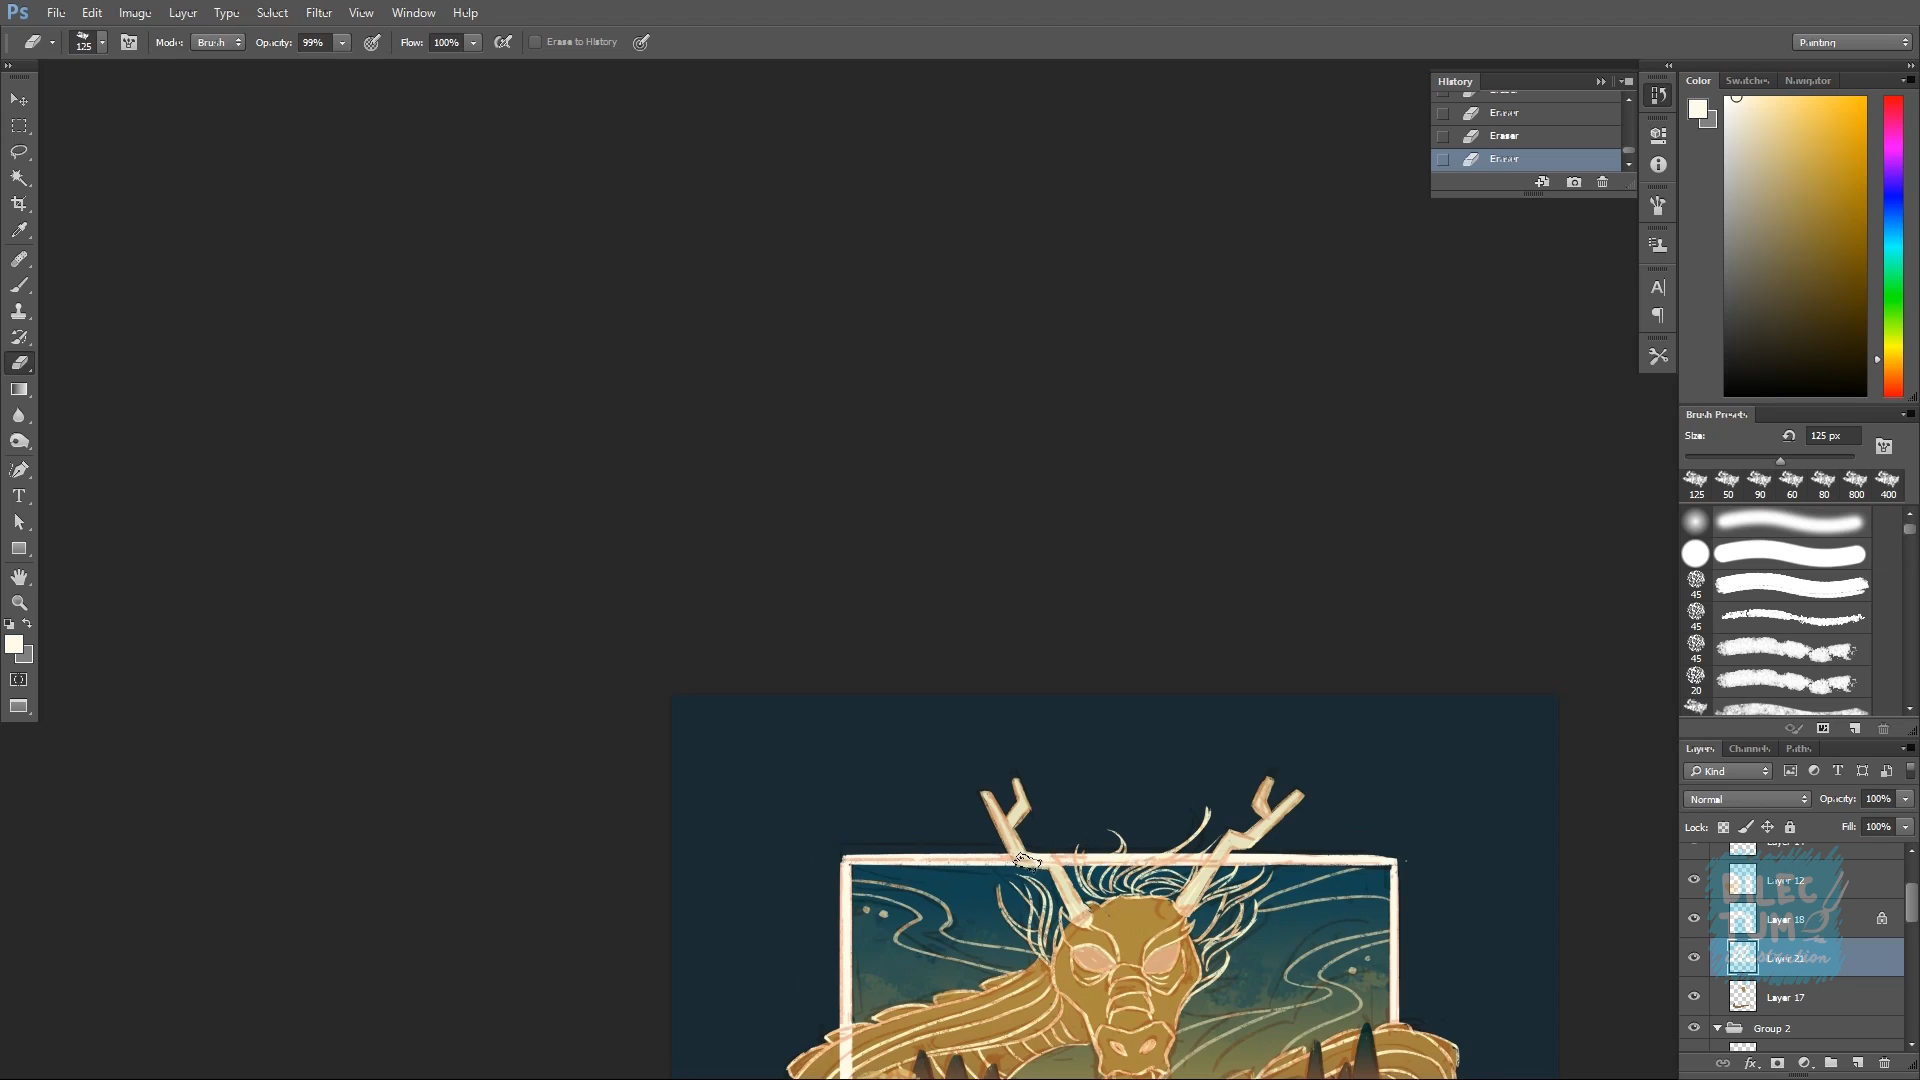 Ps File Edit Image Layer Type Select Filter View Window Help
125 Mode: Brush Opacity: 99% Flow: 100% Erase to History Painting
History
Eraser
Eraser
Eraser
Color Swatches Navigator
Brush Presets
Size: 125 px
125 50 90 60 80 800 400
45
45
45
20
Layers Channels Paths
Kind
Normal Opacity: 100%
Lock: Fill: 100%
Layer 12
Layer 18
Layer 21
Layer 17
Group 2
DILEC
TUM
illustration